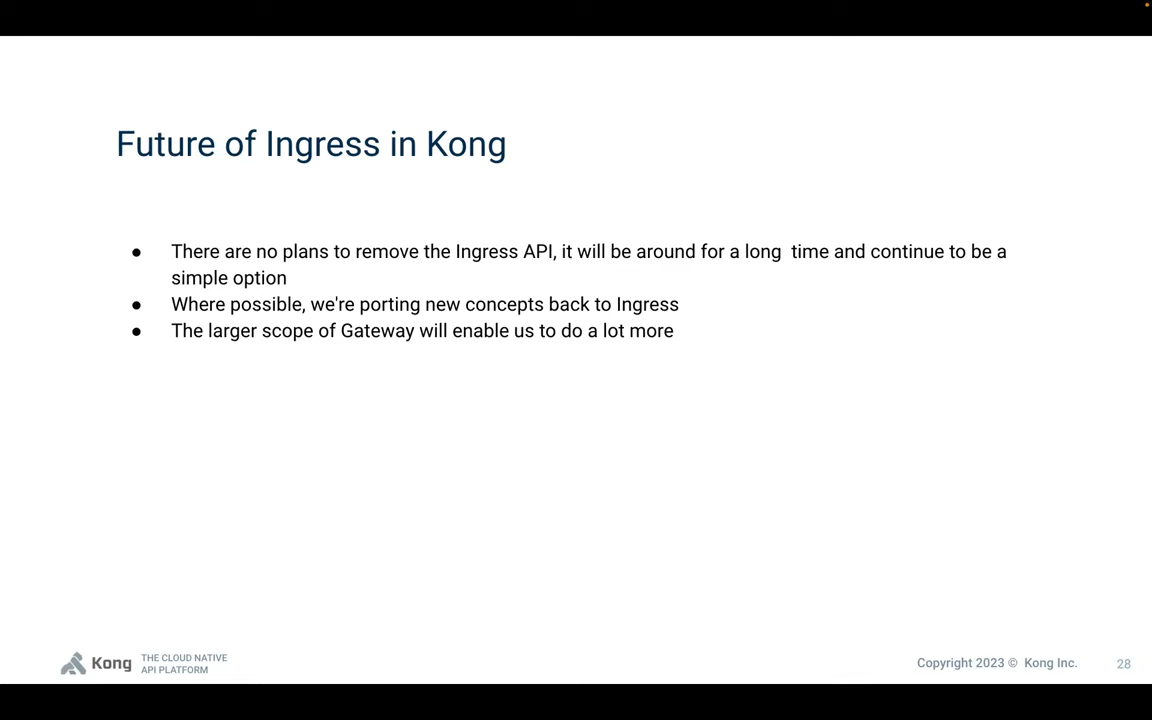 Future of Ingress in Kong
● There are no plans to remove the Ingress API, it will be around for a long  time and continue to be a
simple option
● Where possible, we're porting new concepts back to Ingress
● The larger scope of Gateway will enable us to do a lot more
Kong
THE CLOUD NATIVE
API PLATFORM
Copyright 2023 © Kong Inc.
28